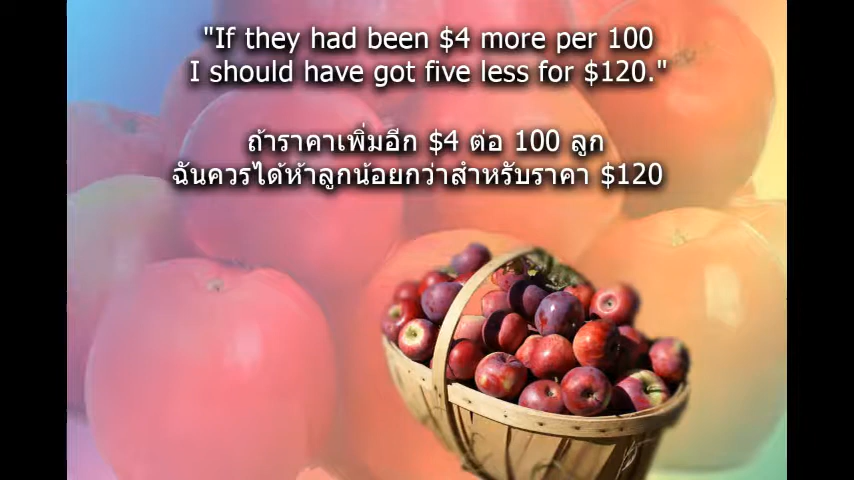 "If they had been $4 more per 100
I should have got five less for $120."
ถ้าราคาเพิ่มอีก $4 ต่อ 100 ลูก
ฉันควรได้ห้าลูกน้อยกว่าสำหรับราคา $120